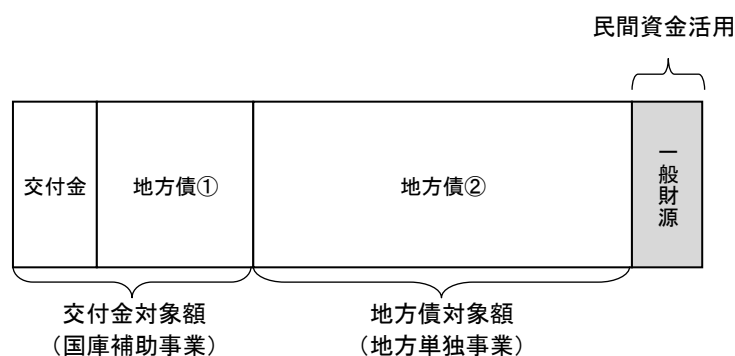 民間資金活用
交付金
地方債①
地方債②
一般財源
交付金対象額
（国庫補助事業）
地方債対象額
（地方単独事業）